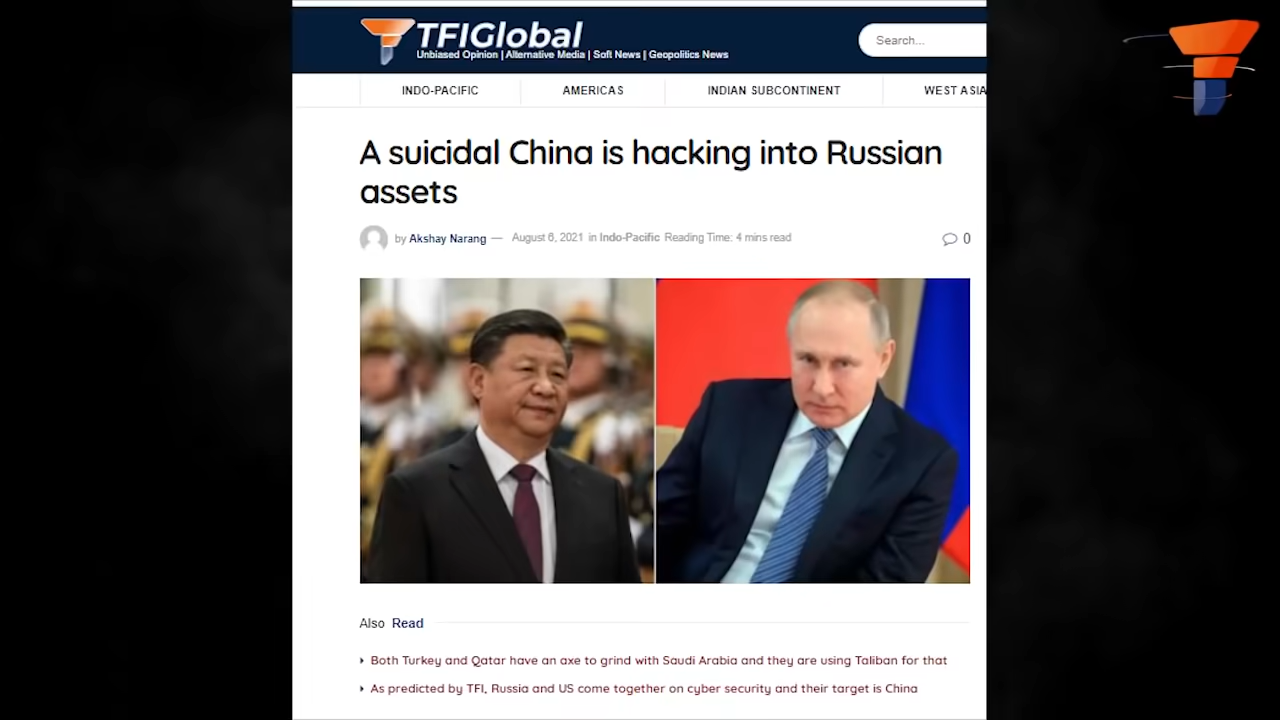 TFIGlobal
Unbiased Opinion | Alternative Media | Soft News | Geopolitics News
Search...
INDO-PACIFIC
AMERICAS
INDIAN SUBCONTINENT
WEST ASIA
A suicidal China is hacking into Russian
assets
by Akshay Narang — August 6, 2021 in Indo-Pacific Reading Time: 4 mins read
0
Also Read
Both Turkey and Qatar have an axe to grind with Saudi Arabia and they are using Taliban for that
As predicted by TFI, Russia and US come together on cyber security and their target is China